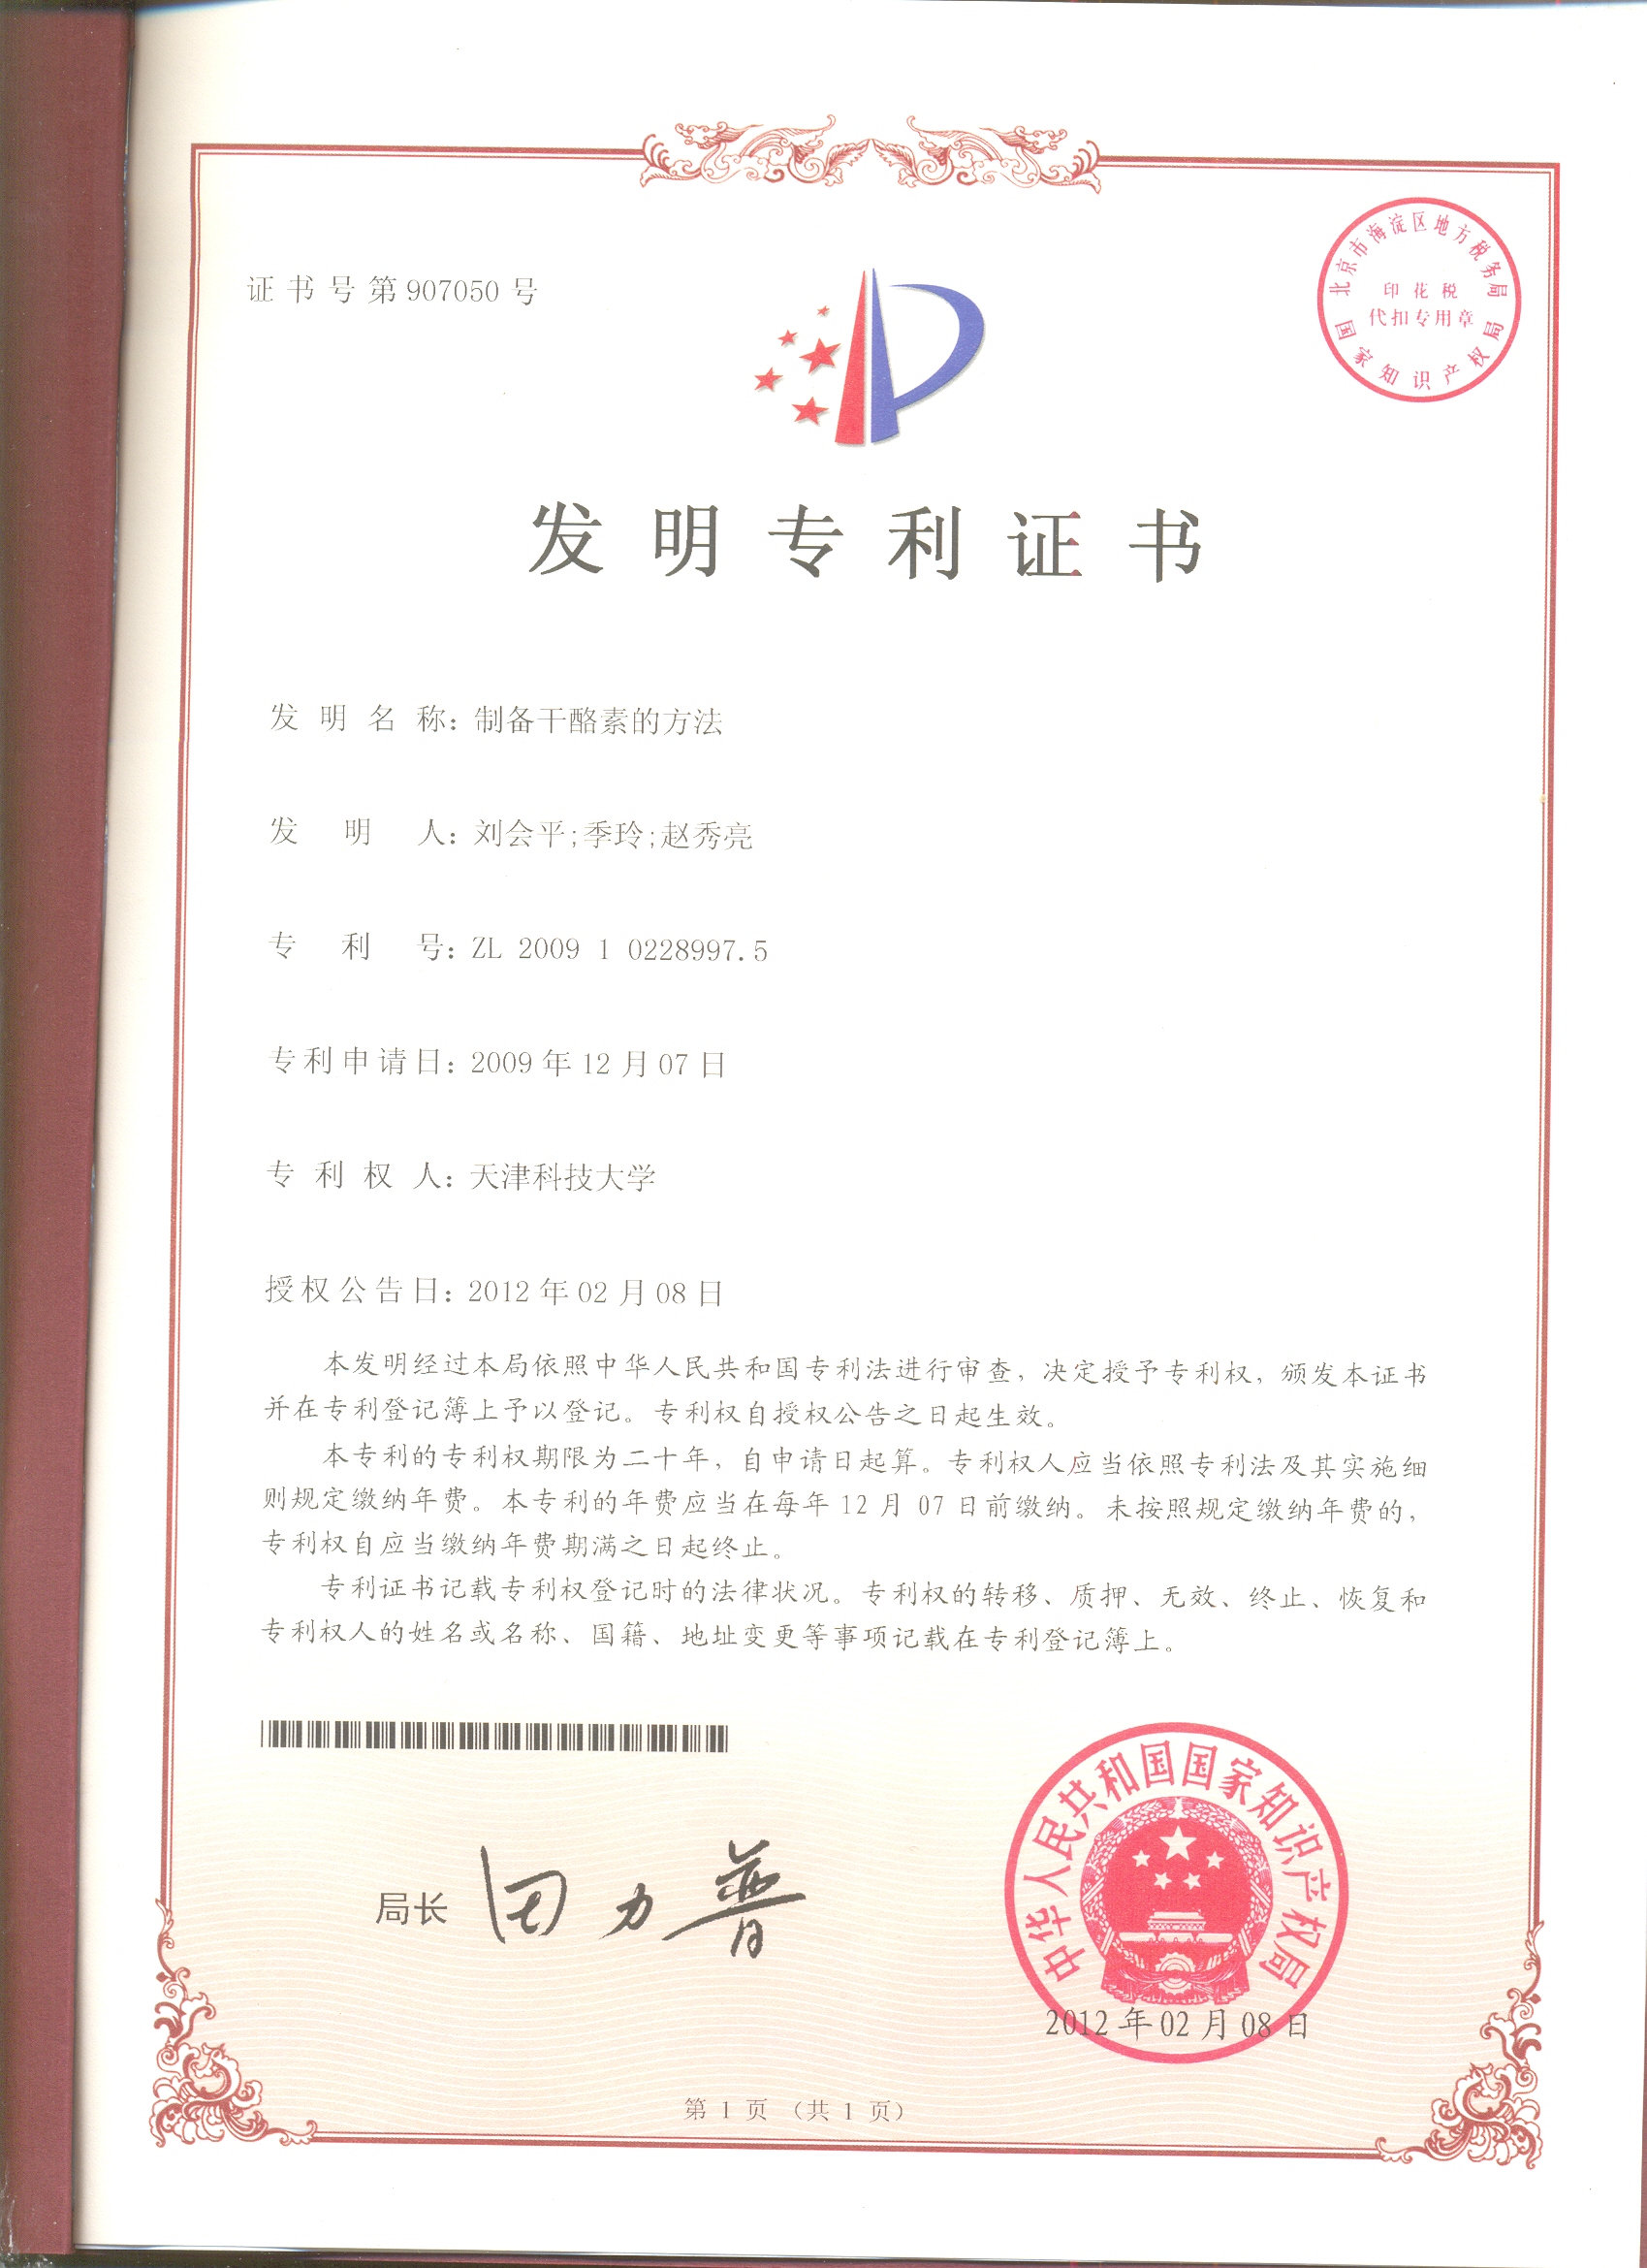 证书号第907050号
北京市海淀区地方税务局
印花税
代扣专用章
国家知识产权局
发明专利证书
发明名称：制备干酪素的方法
发明人：刘会平;季玲;赵秀亮
专利号：ZL 2009 1 0228997.5
专利申请日：2009年12月07日
专利权人：天津科技大学
授权公告日：2012年02月08日
本发明经过本局依照中华人民共和国专利法进行审查，决定授予专利权，颁发本证书
并在专利登记簿上予以登记。专利权自授权公告之日起生效。
本专利的专利权期限为二十年，自申请日起算。专利权人应当依照专利法及其实施细
则规定缴纳年费。本专利的年费应当在每年12月07日前缴纳。未按照规定缴纳年费的，
专利权自应当缴纳年费期满之日起终止。
专利证书记载专利权登记时的法律状况。专利权的转移、质押、无效、终止、恢复和
专利权人的姓名或名称、国籍、地址变更等事项记载在专利登记簿上。
局长 田力普
中华人民共和国国家知识产权局
2012年02月08日
第1页（共1页）